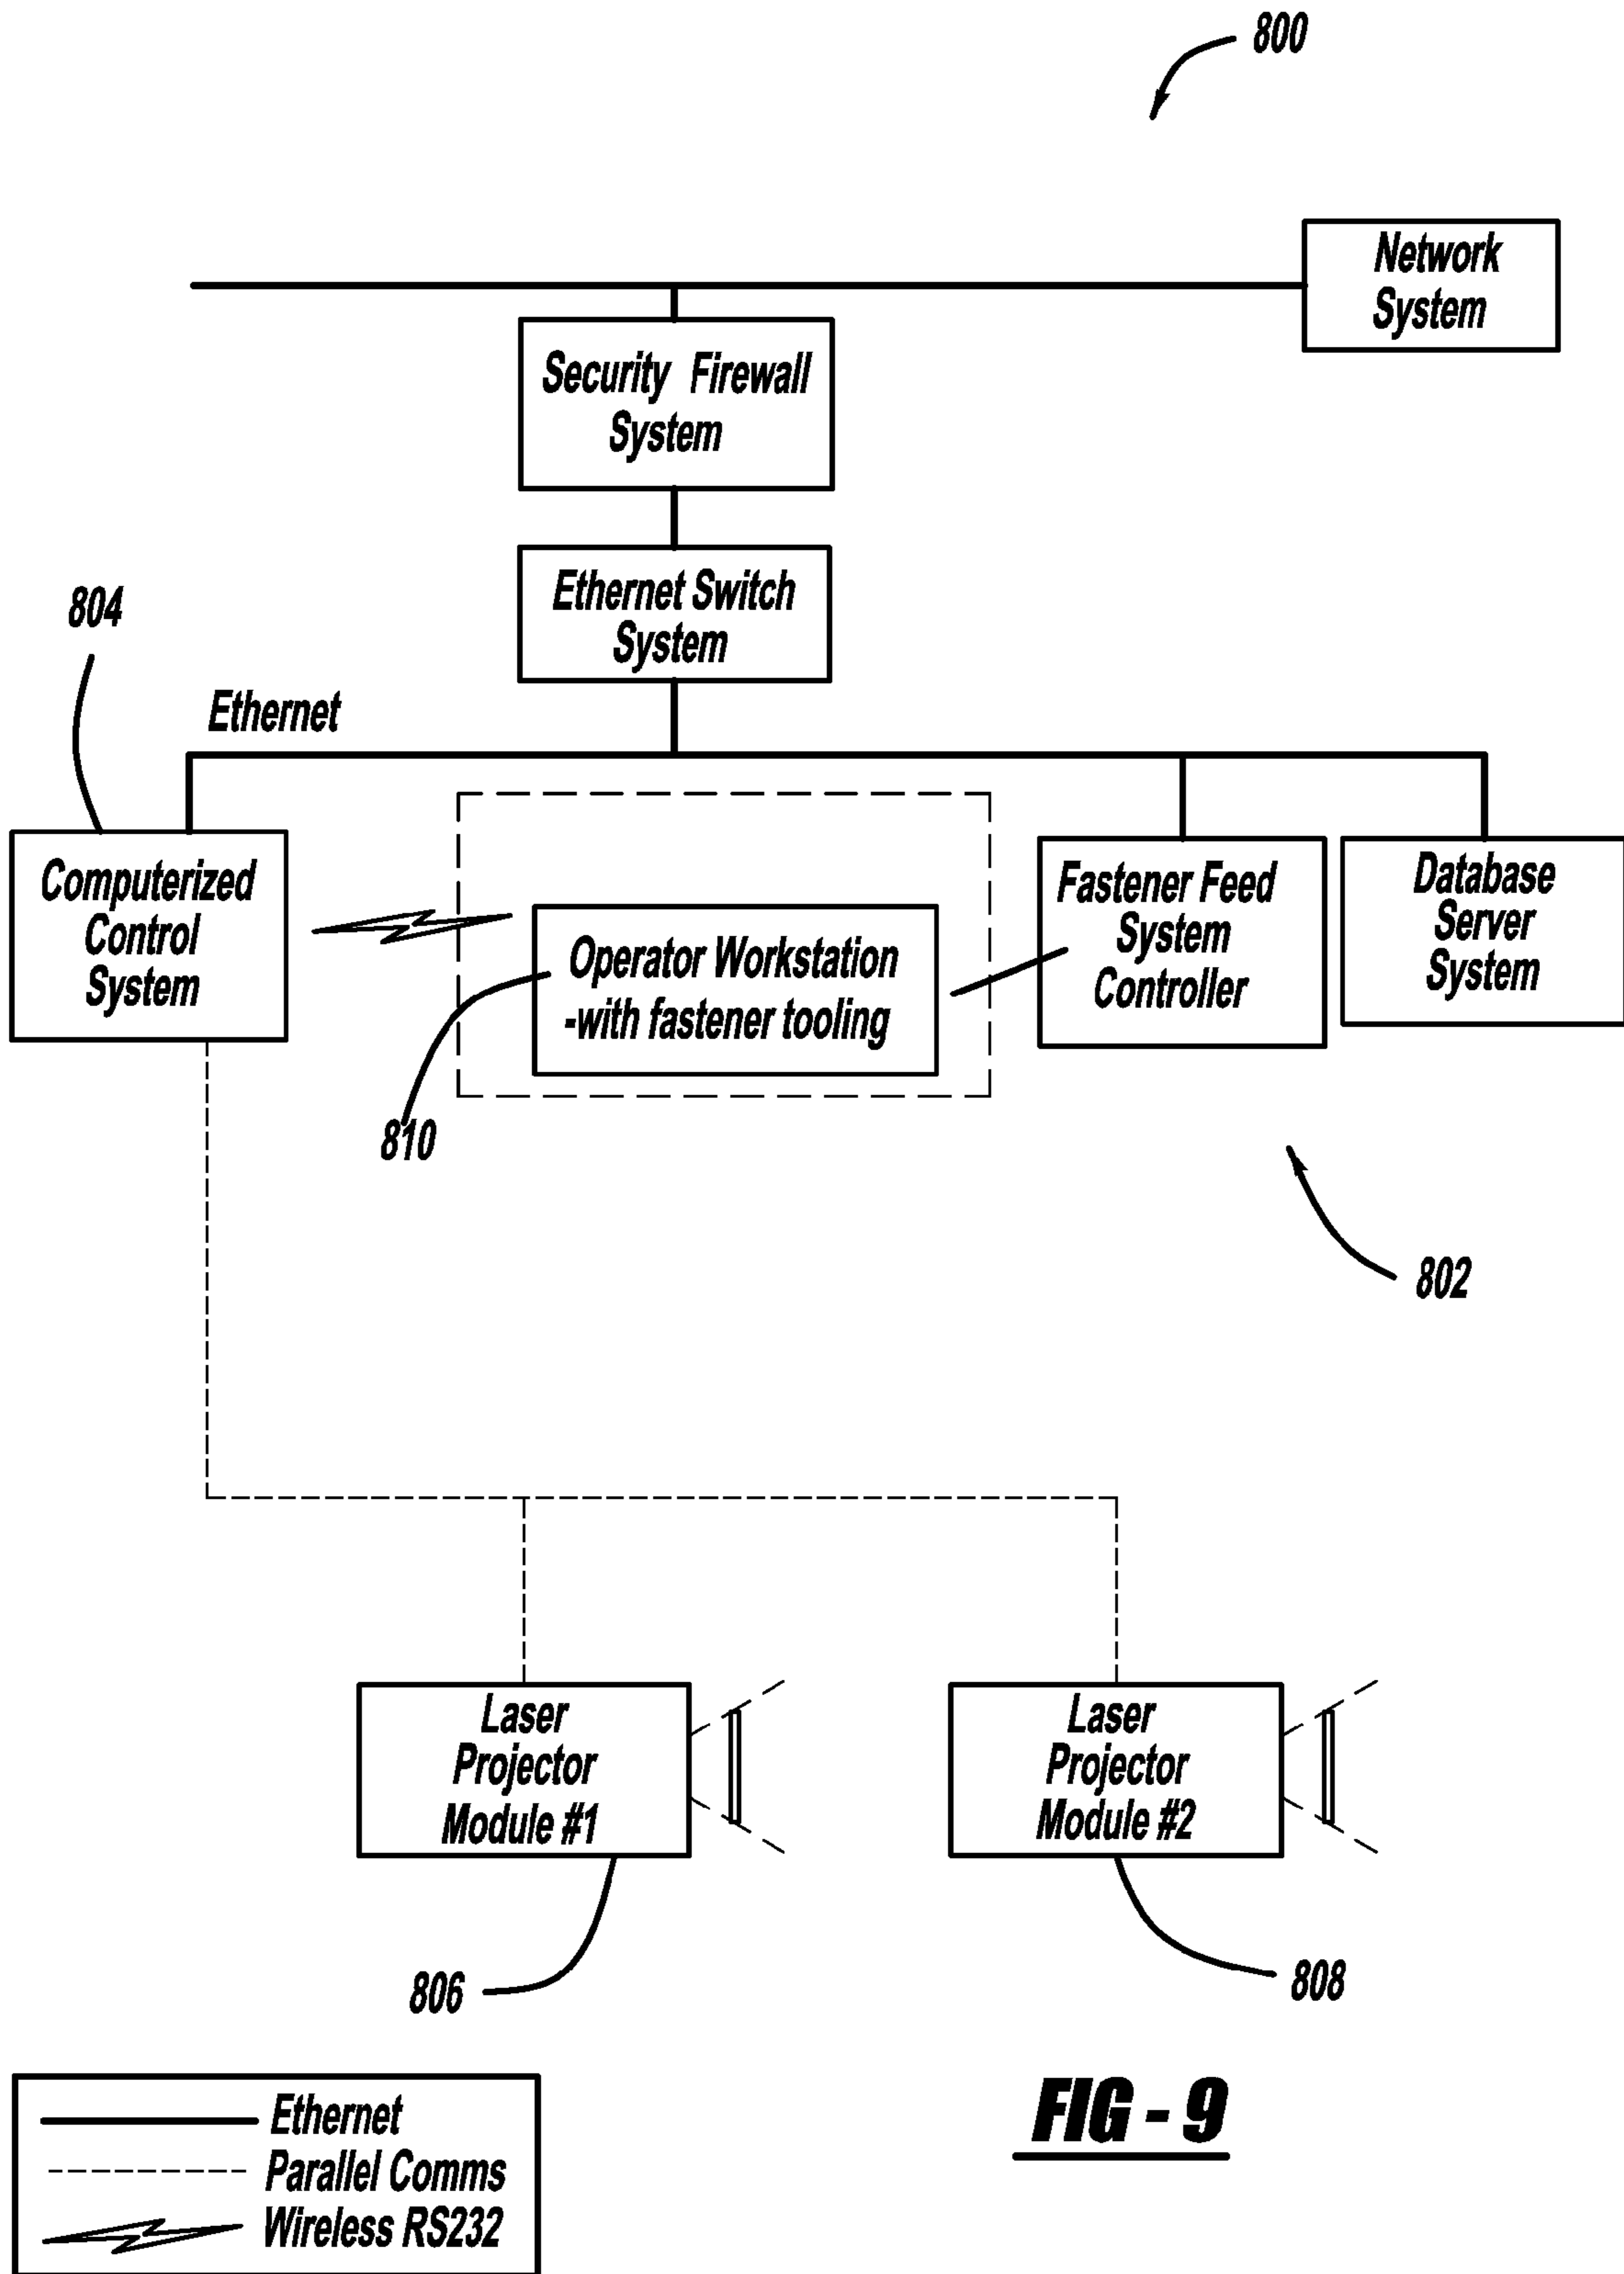 800
Network
System
Security Firewall
System
Ethernet Switch
System
804
Ethernet
Computerized
Control
System
Operator Workstation
-with fastener tooling
810
Fastener Feed
System
Controller
Database
Server
System
802
Laser
Projector
Module #1
Laser
Projector
Module #2
806
808
Ethernet
Parallel Comms
Wireless RS232
FIG - 9